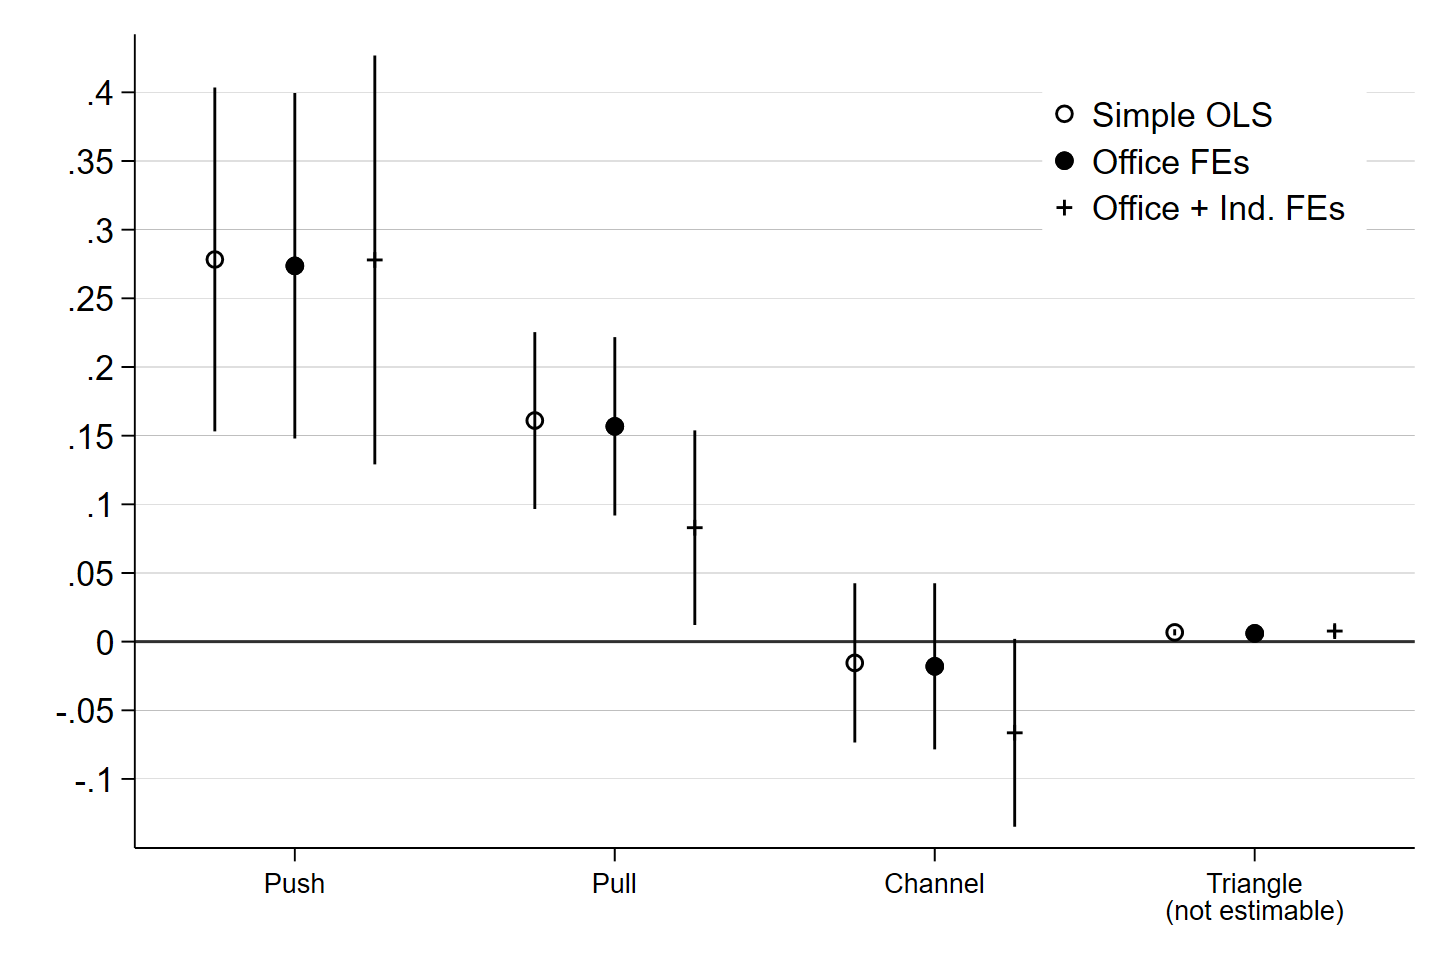 .4
.35
.3
.25
.2
.15
.1
.05
0
-.05
-.1
Simple OLS
Office FEs
Office + Ind. FEs
Push
Pull
Channel
Triangle
(not estimable)